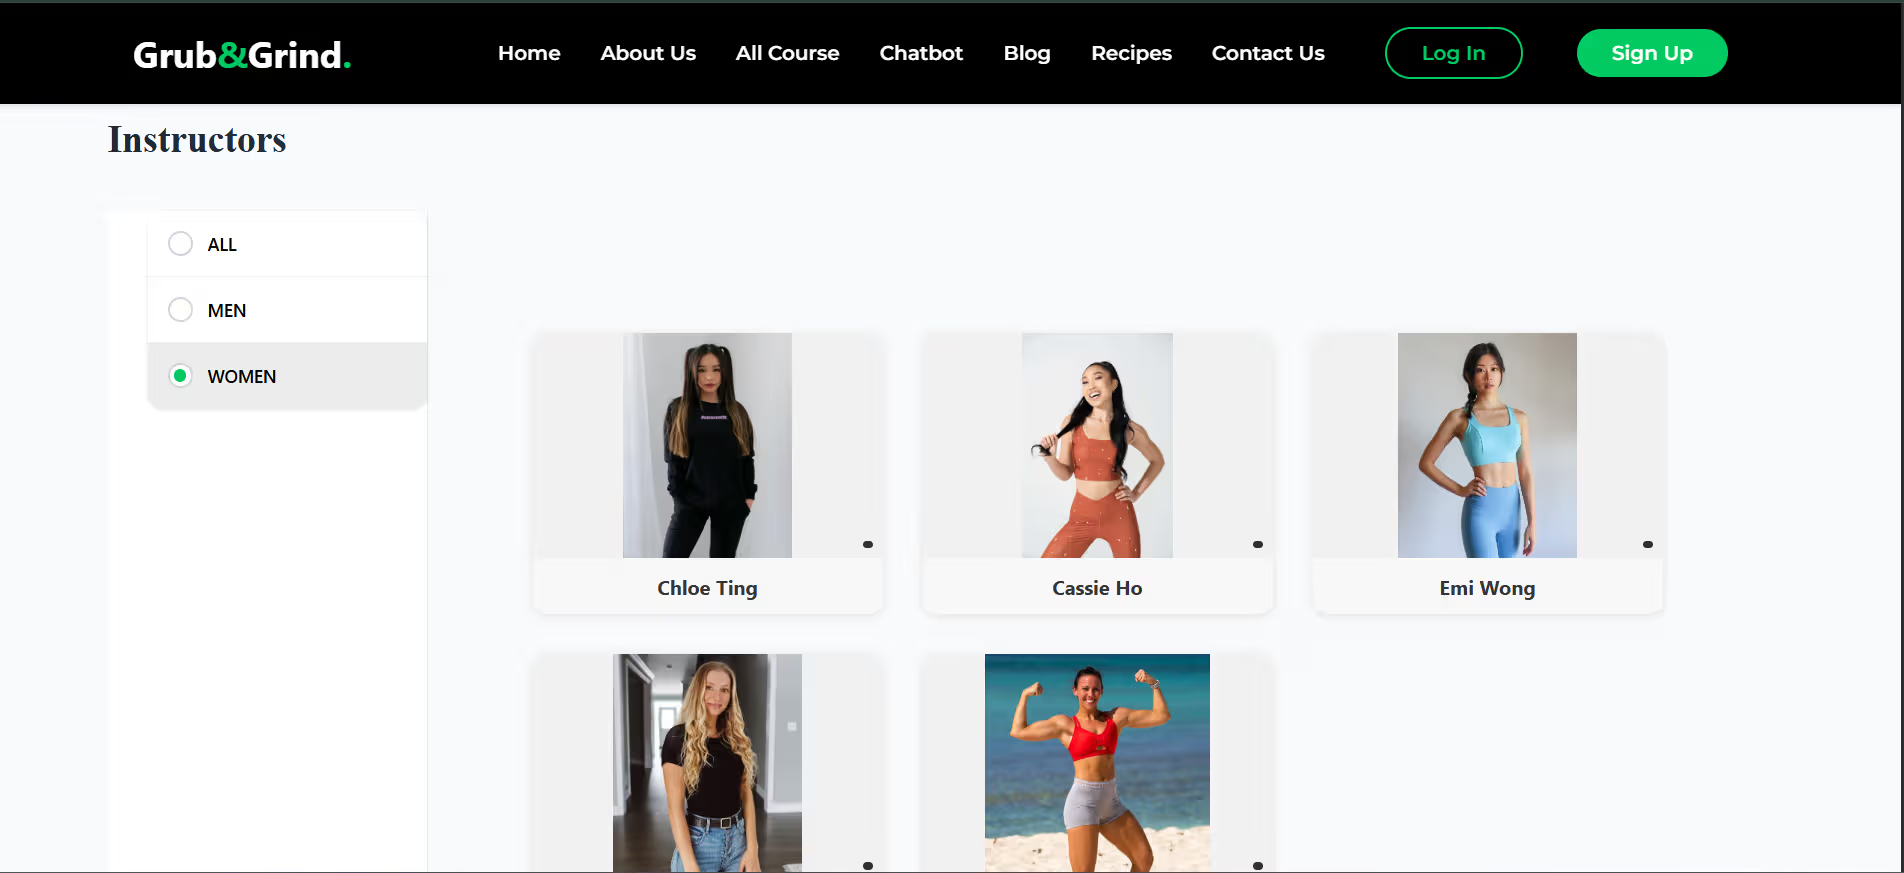 Grub&Grind. Home About Us All Course Chatbot Blog Recipes Contact Us Log In Sign Up
Instructors
ALL
MEN
WOMEN
Chloe Ting Cassie Ho Emi Wong